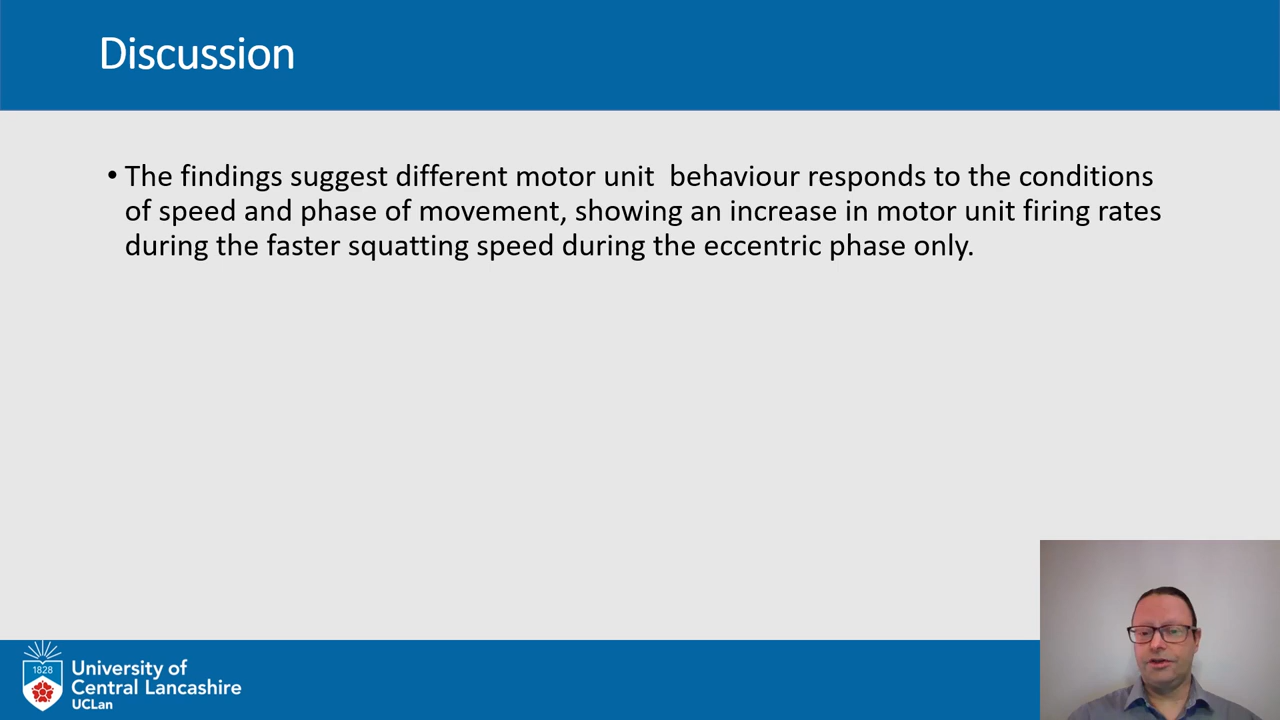 Discussion
• The findings suggest different motor unit  behaviour responds to the conditions
of speed and phase of movement, showing an increase in motor unit firing rates
during the faster squatting speed during the eccentric phase only.
1828
University of
Central Lancashire
UCLan